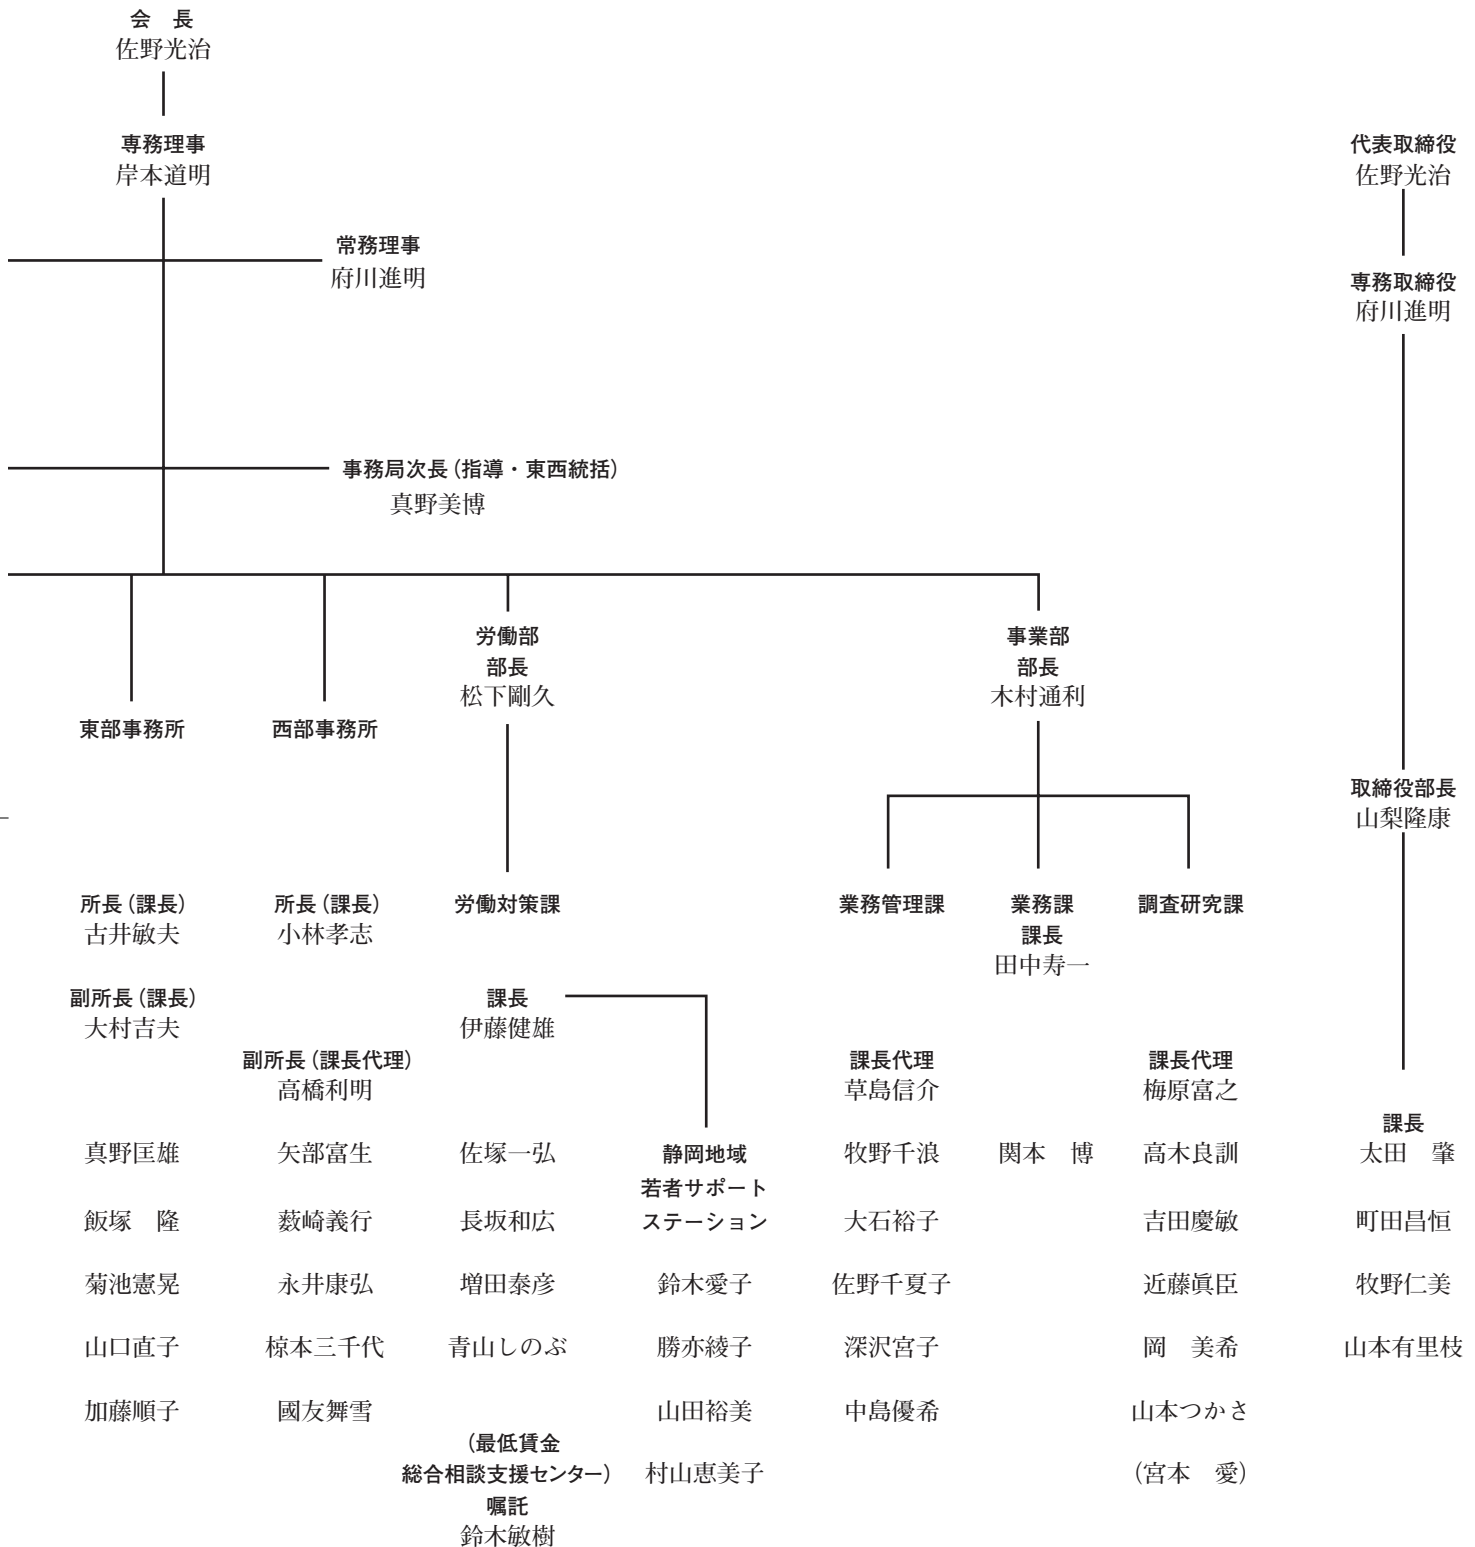 会　長
佐野光治
専務理事
岸本道明
常務理事
府川進明
事務局次長（指導・東西統括）
真野美博
東部事務所
所長（課長）
古井敏夫
副所長（課長）
大村吉夫
真野匡雄
飯塚　隆
菊池憲晃
山口直子
加藤順子
西部事務所
所長（課長）
小林孝志
副所長（課長代理）
高橋利明
矢部富生
薮崎義行
永井康弘
椋本三千代
國友舞雪
労働部
部長
松下剛久
労働対策課
課長
伊藤健雄
佐塚一弘
長坂和広
増田泰彦
青山しのぶ
（最低賃金
総合相談支援センター）
嘱託
鈴木敏樹
静岡地域
若者サポート
ステーション
鈴木愛子
勝亦綾子
山田裕美
村山恵美子
事業部
部長
木村通利
業務管理課
課長代理
草島信介
牧野千浪
大石裕子
佐野千夏子
深沢宮子
中島優希
業務課
課長
田中寿一
関本　博
調査研究課
課長代理
梅原富之
高木良訓
吉田慶敏
近藤眞臣
岡　美希
山本つかさ
（宮本　愛）
代表取締役
佐野光治
専務取締役
府川進明
取締役部長
山梨隆康
課長
太田　肇
町田昌恒
牧野仁美
山本有里枝